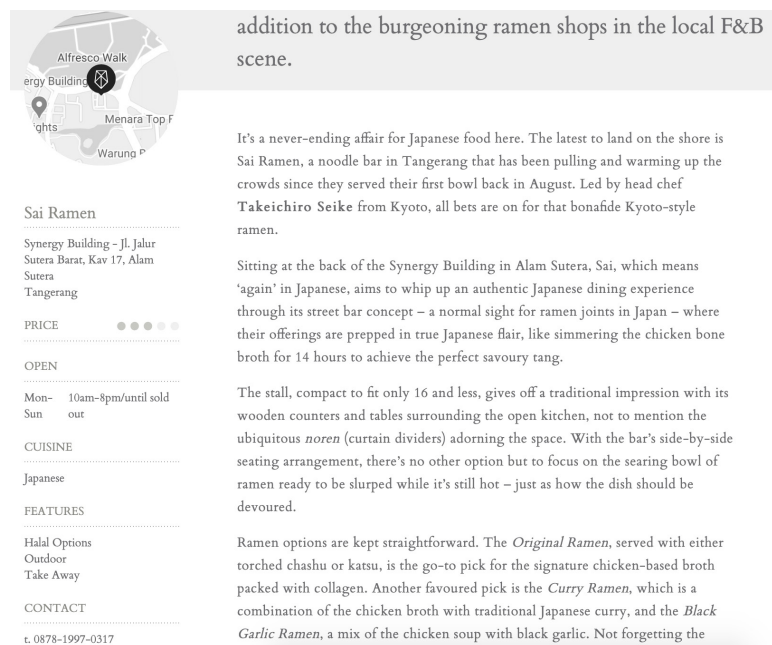 addition to the burgeoning ramen shops in the local F&B
scene.
Alfresco Walk
ergy Building
ghts
Menara Top F
Warung P
Sai Ramen
Synergy Building - Jl. Jalur
Sutera Barat, Kav 17, Alam
Sutera
Tangerang
PRICE
OPEN
Mon-Sun 10am-8pm/until sold out
CUISINE
Japanese
FEATURES
Halal Options
Outdoor
Take Away
CONTACT
t. 0878-1997-0317
It's a never-ending affair for Japanese food here. The latest to land on the shore is
Sai Ramen, a noodle bar in Tangerang that has been pulling and warming up the
crowds since they served their first bowl back in August. Led by head chef
Takeichiro Seike from Kyoto, all bets are on for that bonafide Kyoto-style
ramen.
Sitting at the back of the Synergy Building in Alam Sutera, Sai, which means
‘again’ in Japanese, aims to whip up an authentic Japanese dining experience
through its street bar concept – a normal sight for ramen joints in Japan – where
their offerings are prepped in true Japanese flair, like simmering the chicken bone
broth for 14 hours to achieve the perfect savoury tang.
The stall, compact to fit only 16 and less, gives off a traditional impression with its
wooden counters and tables surrounding the open kitchen, not to mention the
ubiquitous noren (curtain dividers) adorning the space. With the bar's side-by-side
seating arrangement, there's no other option but to focus on the searing bowl of
ramen ready to be slurped while it's still hot – just as how the dish should be
devoured.
Ramen options are kept straightforward. The Original Ramen, served with either
torched chashu or katsu, is the go-to pick for the signature chicken-based broth
packed with collagen. Another favoured pick is the Curry Ramen, which is a
combination of the chicken broth with traditional Japanese curry, and the Black
Garlic Ramen, a mix of the chicken soup with black garlic. Not forgetting the